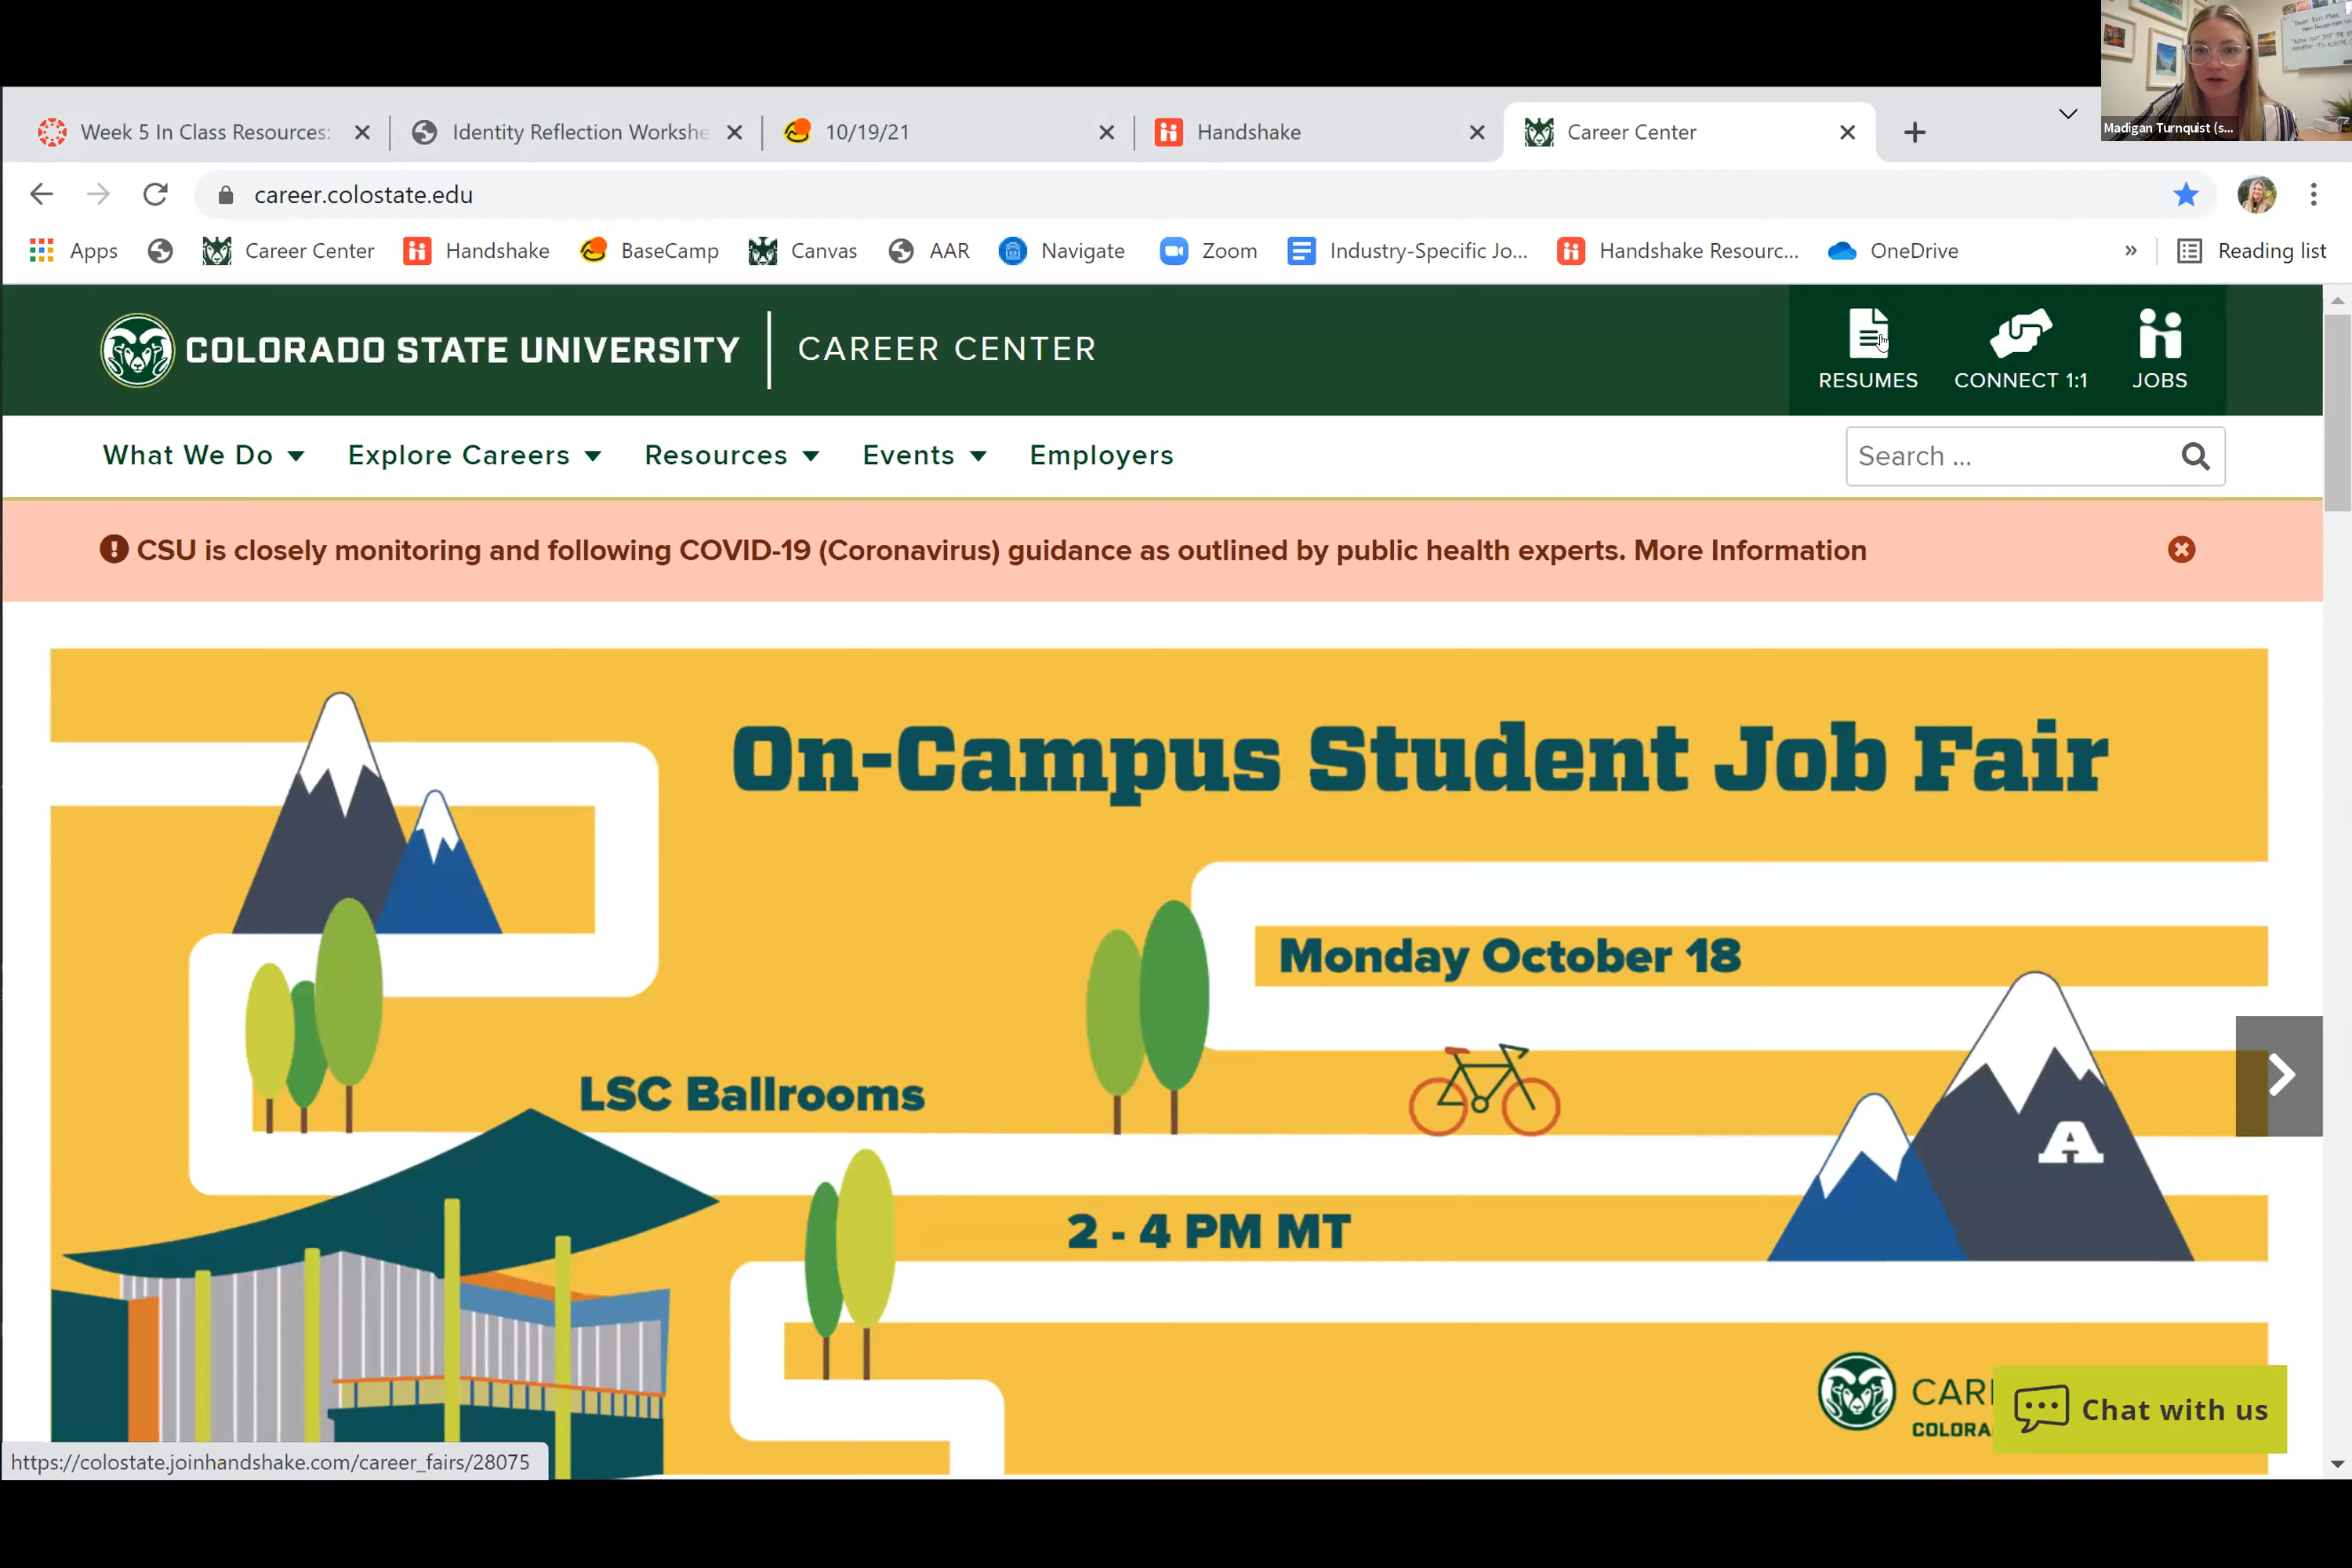 Week 5 In Class Resources:
Identity Reflection Workshe
10/19/21
Handshake
Career Center
Madigan Turnquist (s...
career.colostate.edu
Apps
Career Center
Handshake
BaseCamp
Canvas
AAR
Navigate
Zoom
Industry-Specific Jo...
Handshake Resourc...
OneDrive
»
Reading list
COLORADO STATE UNIVERSITY
CAREER CENTER
RESUMES
CONNECT 1:1
JOBS
What We Do
Explore Careers
Resources
Events
Employers
Search ...
CSU is closely monitoring and following COVID-19 (Coronavirus) guidance as outlined by public health experts. More Information
On-Campus Student Job Fair
Monday October 18
LSC Ballrooms
A
2 - 4 PM MT
CAR
COLORA
Chat with us
https://colostate.joinhandshake.com/career_fairs/28075